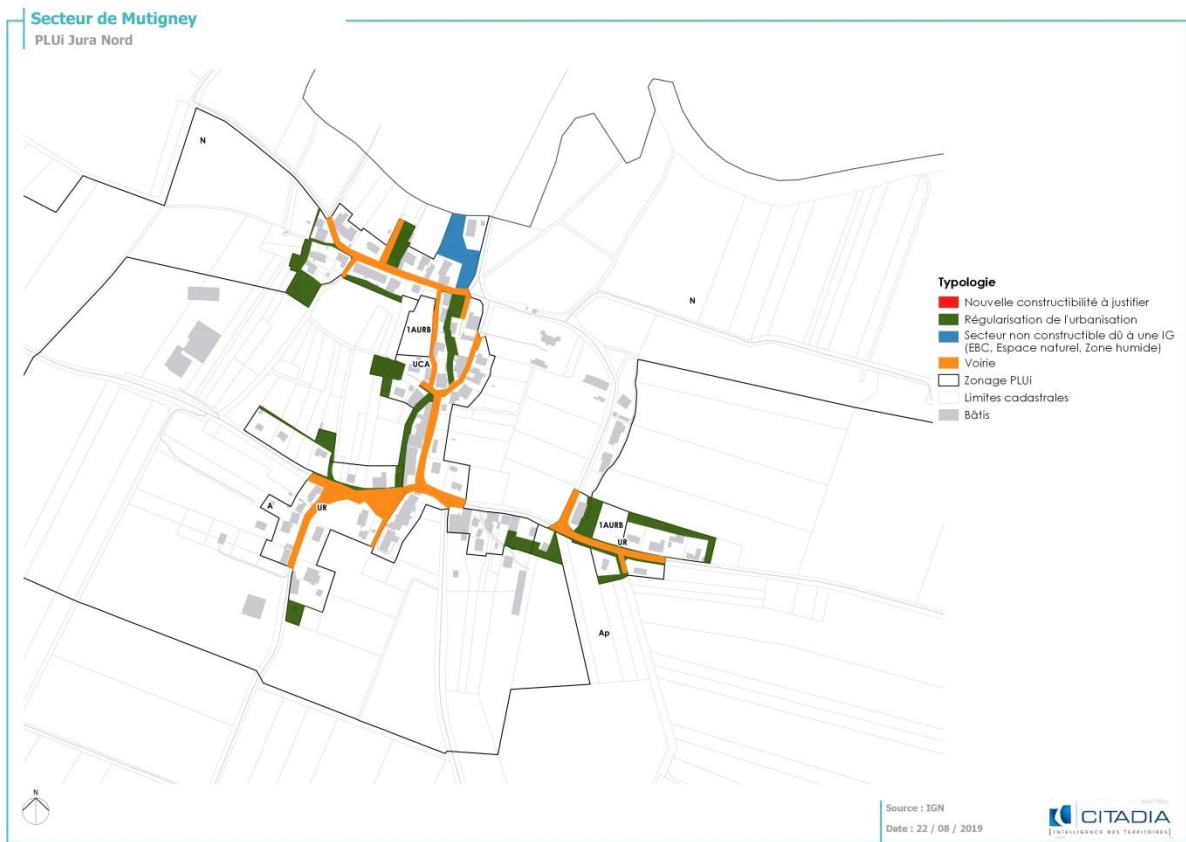 Secteur de Mutigney
PLUi Jura Nord
N
N
1AURB
UCA
A
UR
1AURB
UR
Ap
Typologie
Nouvelle constructibilité à justifier
Régularisation de l'urbanisation
Secteur non constructible dû à une IG
(EBC, Espace naturel, Zone humide)
Voirie
Zonage PLUi
Limites cadastrales
Bâtis
N
Source : IGN
Date : 22 / 08 / 2019
CITADIA
[INTELLIGENCE DES TERRITOIRES]